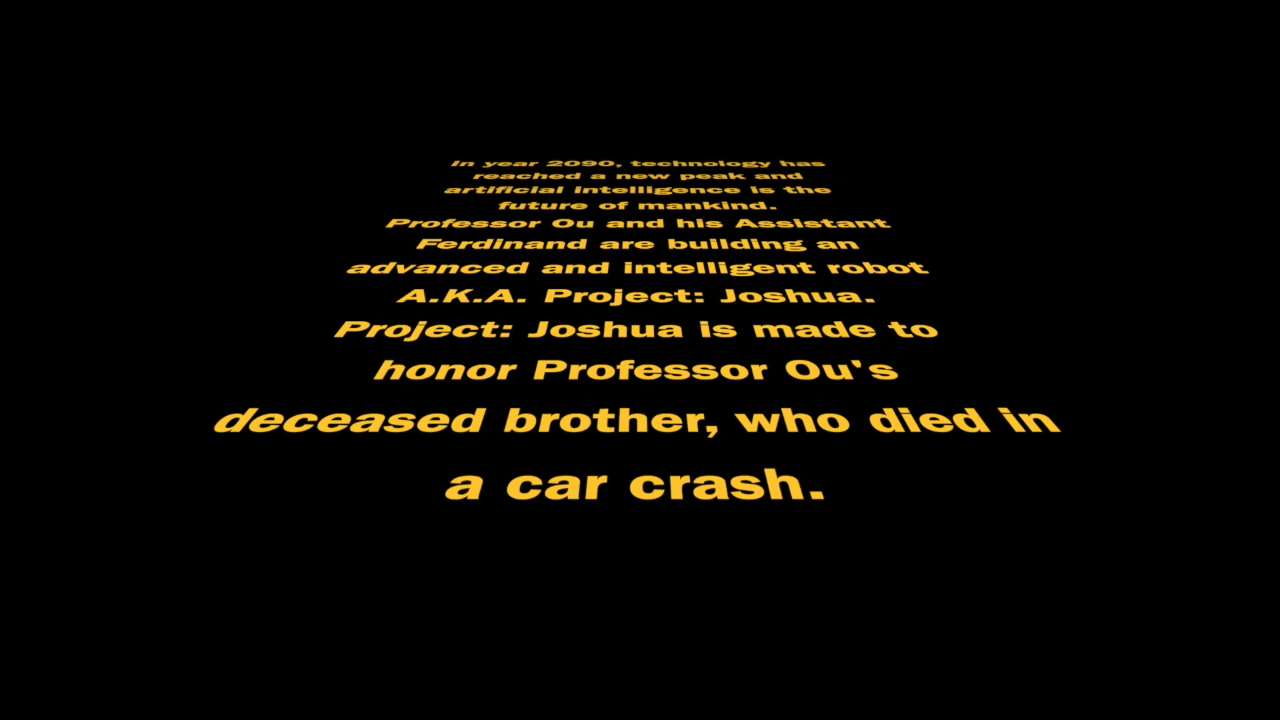 In year 2090, technology has
reached a new peak and
artificial intelligence is the
future of mankind.
Professor Ou and his Assistant
Ferdinand are building an
advanced and intelligent robot
A.K.A. Project: Joshua.
Project: Joshua is made to
honor Professor Ou's
deceased brother, who died in
a car crash.